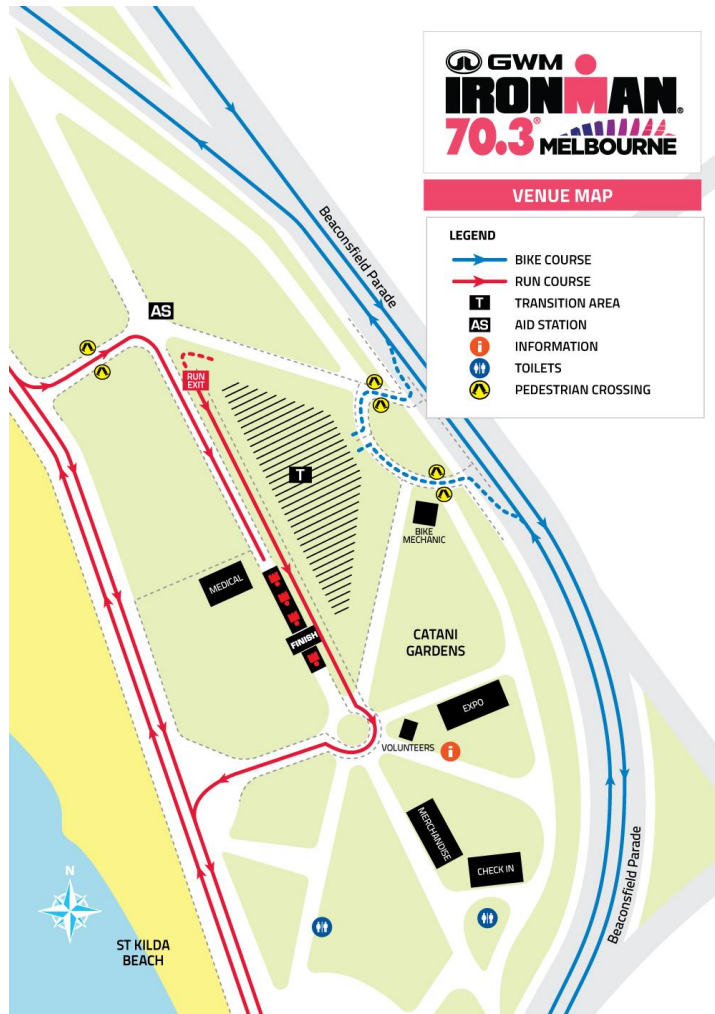 GWM
IRONMAN®
70.3® MELBOURNE
VENUE MAP
LEGEND
BIKE COURSE
RUN COURSE
T TRANSITION AREA
AS AID STATION
i INFORMATION
TOILETS
PEDESTRIAN CROSSING
Beaconsfield Parade
AS
RUN
EXIT
T
BIKE
MECHANIC
MEDICAL
FINISH
CATANI
GARDENS
EXPO
VOLUNTEERS
i
MERCHANDISE
CHECK IN
Beaconsfield Parade
N
ST KILDA
BEACH